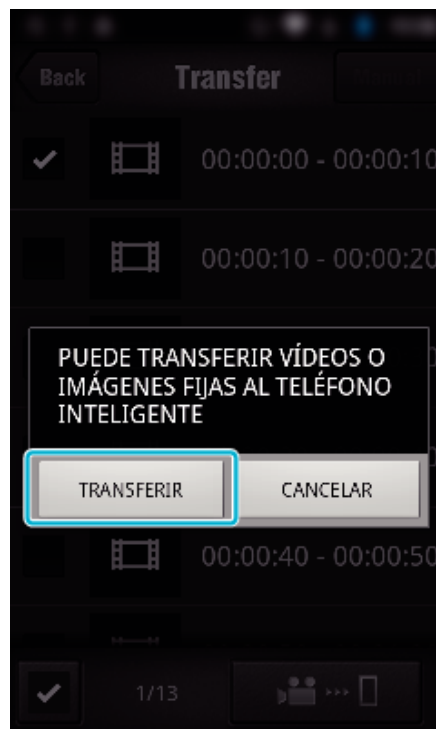 Back
Transfer
00:00:00 - 00:00:10
00:00:10 - 00:00:20
PUEDE TRANSFERIR VÍDEOS O
IMÁGENES FIJAS AL TELÉFONO
INTELIGENTE
TRANSFERIR
CANCELAR
00:00:40 - 00:00:50
1/13